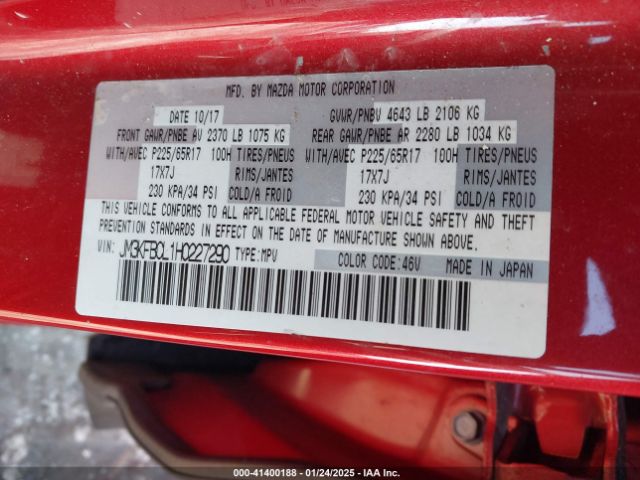 MFD. BY MAZDA MOTOR CORPORATION
DATE 10/17 GVWR/PNBV 4643 LB 2106 KG
FRONT GAWR/PNBE AV 2370 LB 1075 KG REAR GAWR/PNBE AR 2280 LB 1034 KG
WITH/AVEC P225/65R17 100H TIRES/PNEUS WITH/AVEC P225/65R17 100H TIRES/PNEUS
17X7J RIMS/JANTES 17X7J RIMS/JANTES
230 KPA/34 PSI COLD/A FROID 230 KPA/34 PSI COLD/A FROID
THIS VEHICLE CONFORMS TO ALL APPLICABLE FEDERAL MOTOR VEHICLE SAFETY AND THEFT
PREVENTION STANDARDS IN EFFECT ON THE DATE OF MANUFACTURE SHOWN ABOVE.
VIN: JM3KFBCL1H0227290 TYPE:MPV
COLOR CODE:46V MADE IN JAPAN
000-41400188 - 01/24/2025 - IAA Inc.